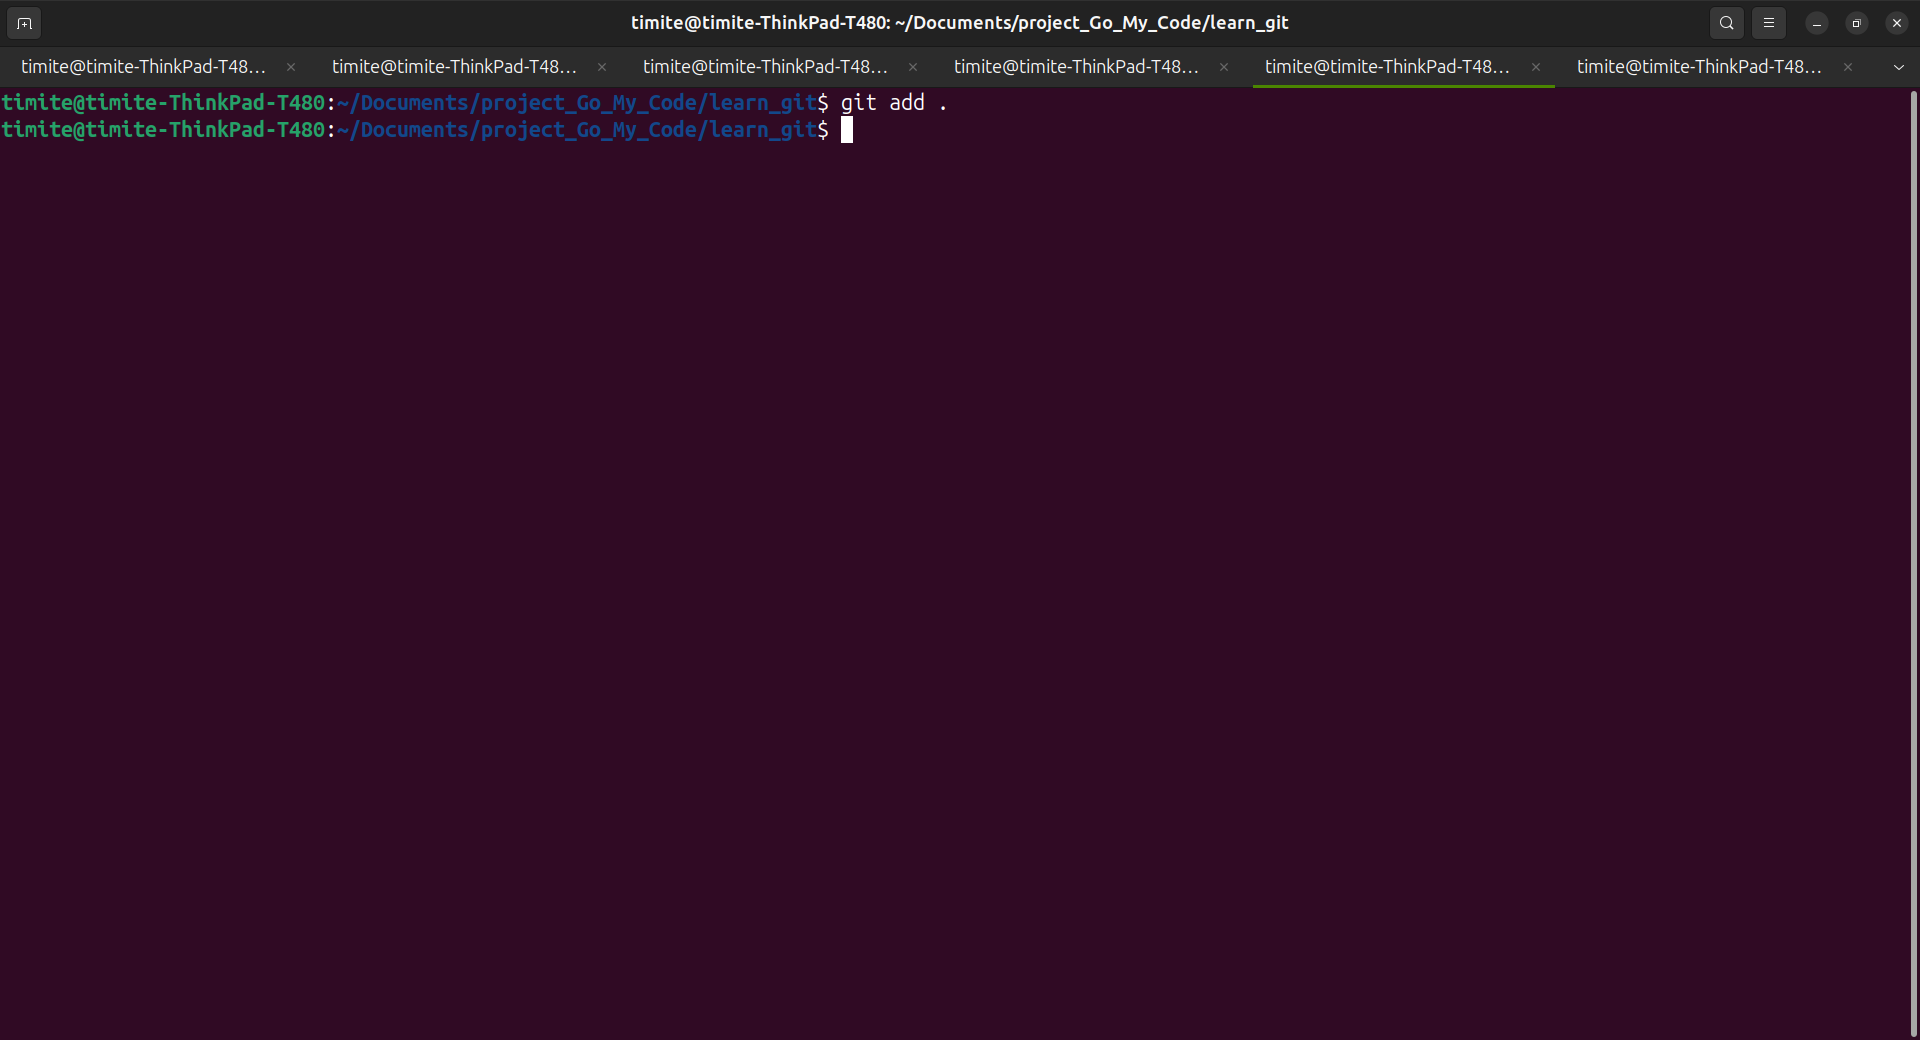 timite@timite-ThinkPad-T480: ~/Documents/project_Go_My_Code/learn_git
timite@timite-ThinkPad-T48... timite@timite-ThinkPad-T48... timite@timite-ThinkPad-T48... timite@timite-ThinkPad-T48... timite@timite-ThinkPad-T48... timite@timite-ThinkPad-T48...
timite@timite-ThinkPad-T480:~/Documents/project_Go_My_Code/learn_git$ git add .
timite@timite-ThinkPad-T480:~/Documents/project_Go_My_Code/learn_git$